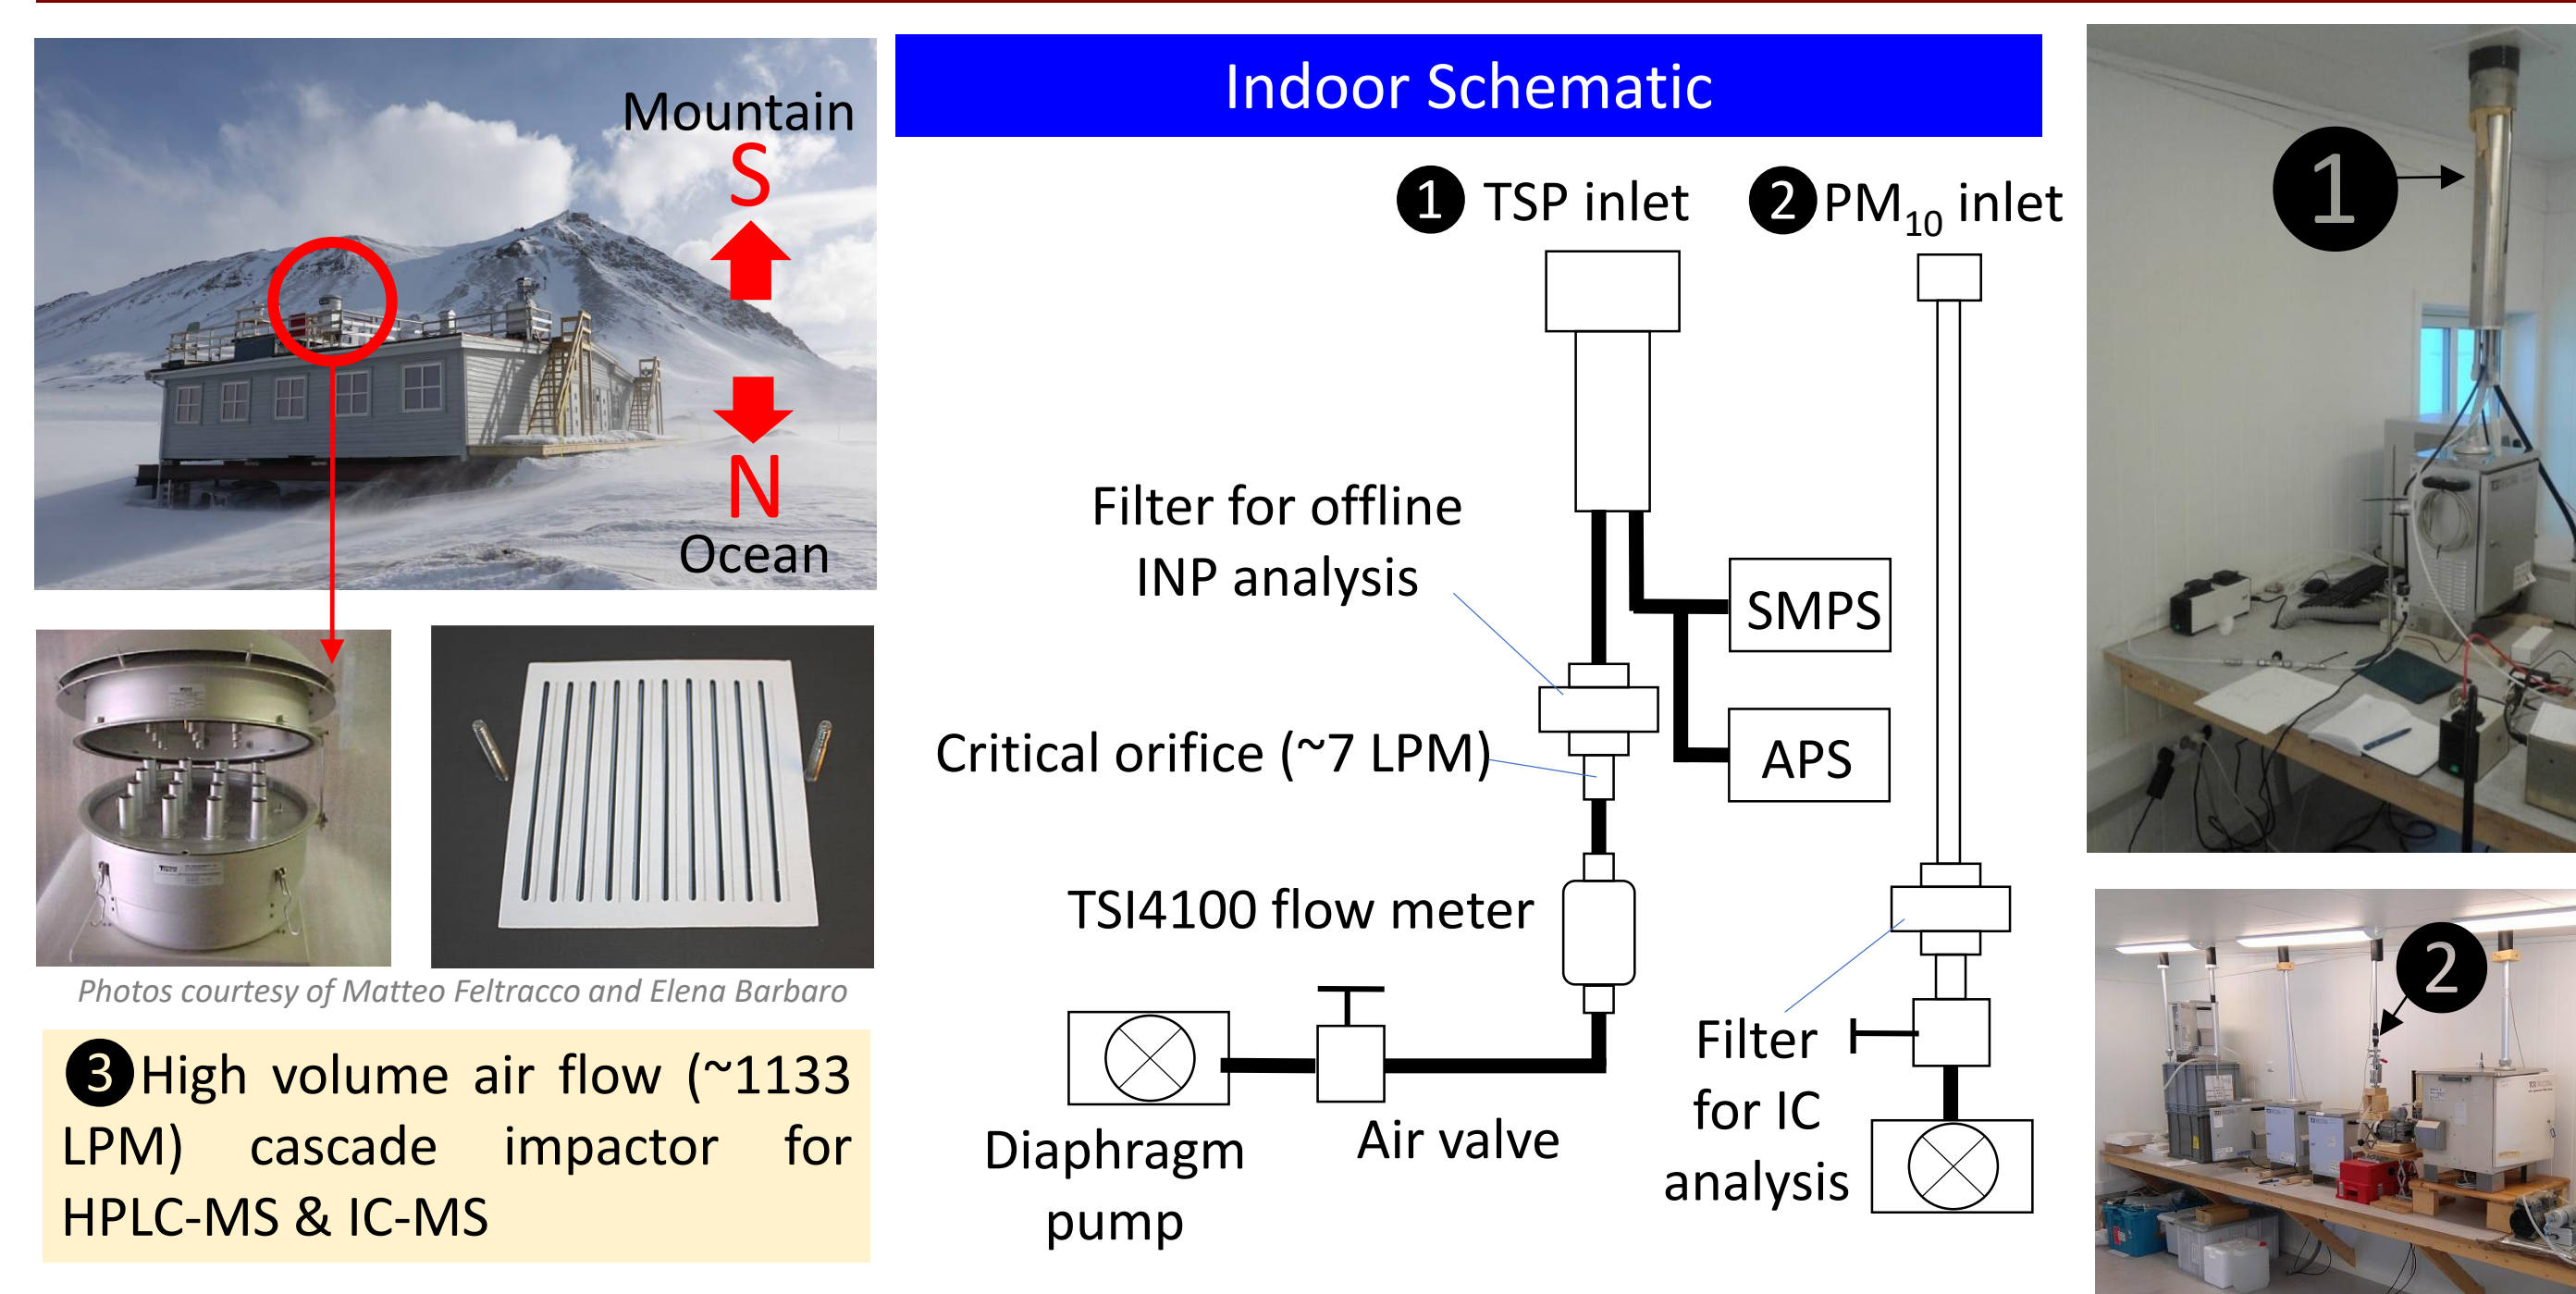 Mountain
S
N
Ocean
Photos courtesy of Matteo Feltracco and Elena Barbaro
3 High volume air flow (~1133
LPM) cascade impactor for
HPLC-MS & IC-MS
Indoor Schematic
1 TSP inlet
2 PM10 inlet
Filter for offline
INP analysis
SMPS
Critical orifice (~7 LPM)
APS
TSI4100 flow meter
Diaphragm
pump
Air valve
Filter
for IC
analysis
1
2